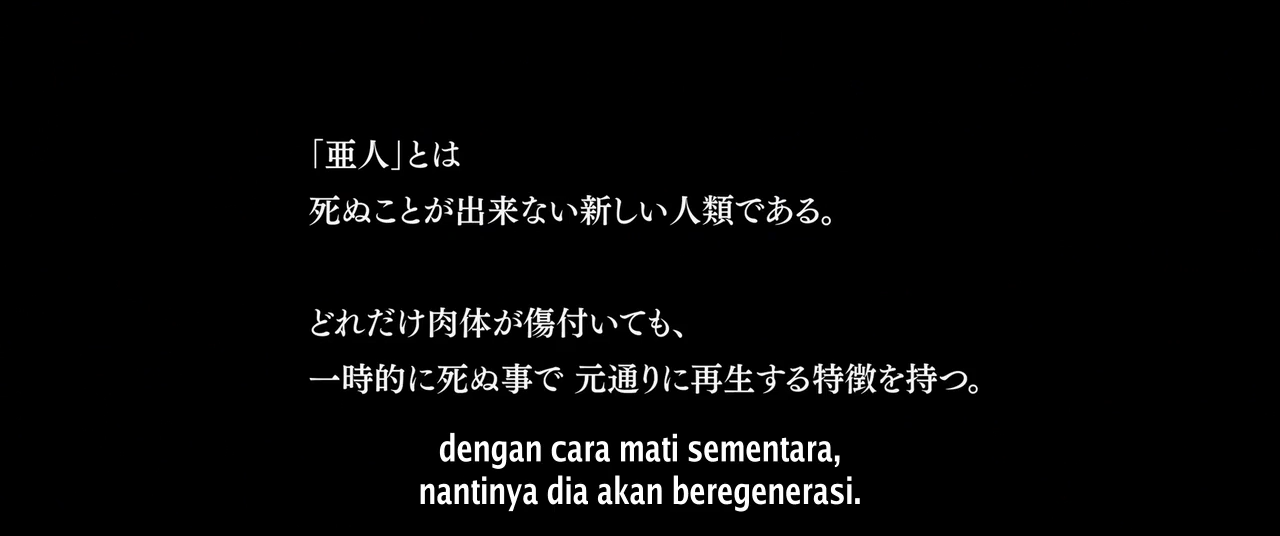 「亜人」とは
死ぬことが出来ない新しい人類である。
どれだけ肉体が傷付いても、
一時的に死ぬ事で 元通りに再生する特徴を持つ。
dengan cara mati sementara,
nantinya dia akan beregenerasi.